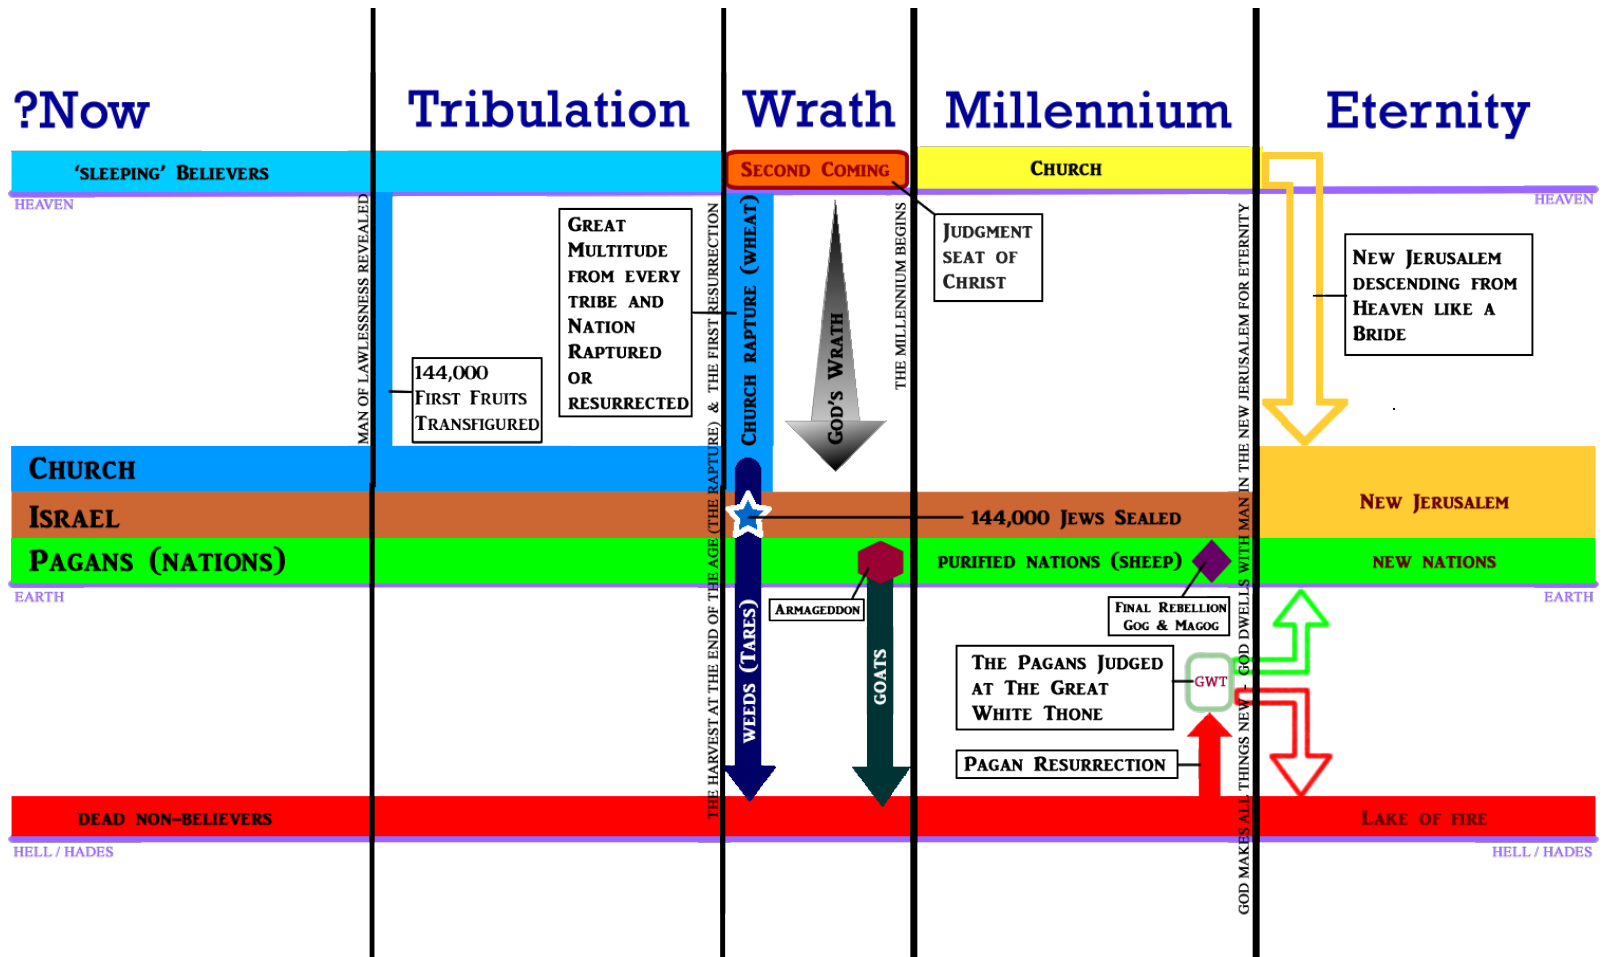 ?Now
Tribulation
Wrath
Millennium
Eternity
'SLEEPING' BELIEVERS
SECOND COMING
CHURCH
HEAVEN
HEAVEN
MAN OF LAWLESSNESS REVEALED
144,000
FIRST FRUITS
TRANSFIGURED
GREAT
MULTITUDE
FROM EVERY
TRIBE AND
NATION
RAPTURED
OR
RESURRECTED
THE HARVEST AT THE END OF THE AGE (THE RAPTURE) & THE FIRST RESURRECTION
CHURCH RAPTURE (WHEAT)
GOD'S WRATH
THE MILLENNIUM BEGINS
JUDGMENT
SEAT OF
CHRIST
GOD MAKES ALL THINGS NEW - GOD DWELLS WITH MAN IN THE NEW JERUSALEM FOR ETERNITY
NEW JERUSALEM
DESCENDING FROM
HEAVEN LIKE A
BRIDE
CHURCH
ISRAEL
144,000 JEWS SEALED
NEW JERUSALEM
PAGANS (NATIONS)
PURIFIED NATIONS (SHEEP)
NEW NATIONS
EARTH
EARTH
ARMAGEDDON
FINAL REBELLION
GOG & MAGOG
WEEDS (TARES)
GOATS
THE PAGANS JUDGED
AT THE GREAT
WHITE THONE
GWT
PAGAN RESURRECTION
DEAD NON-BELIEVERS
LAKE OF FIRE
HELL / HADES
HELL / HADES